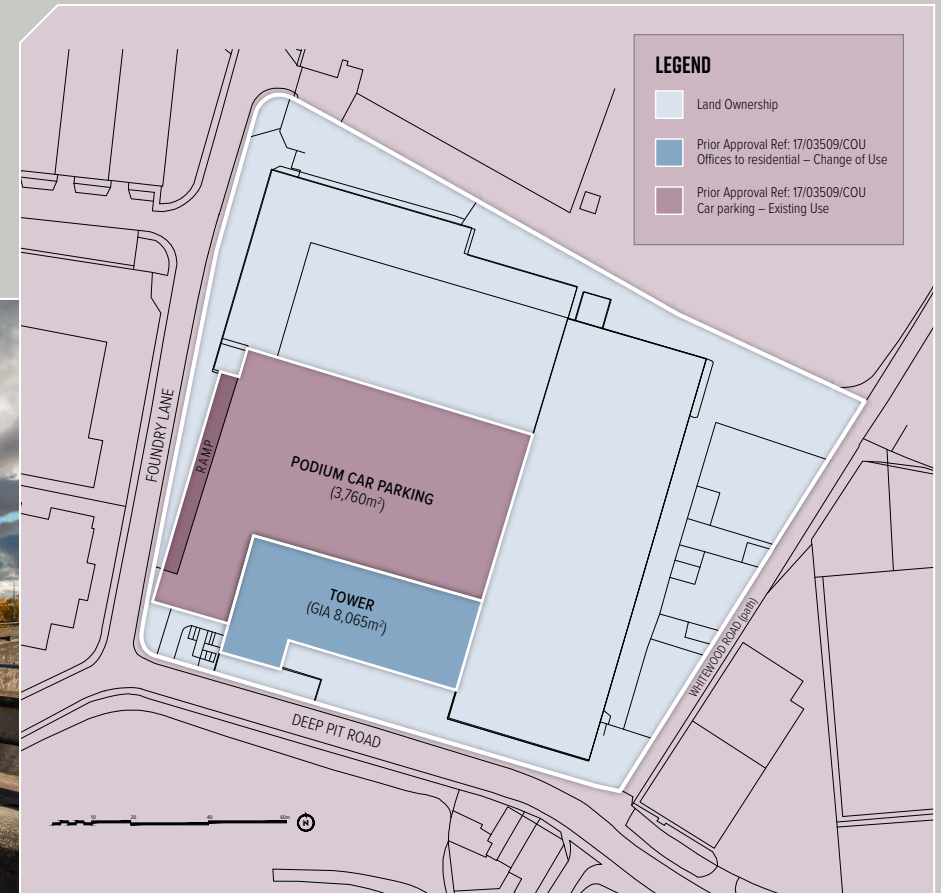 LEGEND
Land Ownership
Prior Approval Ref: 17/03509/COU
Offices to residential – Change of Use
Prior Approval Ref: 17/03509/COU
Car parking – Existing Use
FOUNDRY LANE
RAMP
PODIUM CAR PARKING
(3,760m²)
TOWER
(GIA 8,065m²)
WHITEWOOD ROAD (path)
DEEP PIT ROAD
10 20 40 60m
N